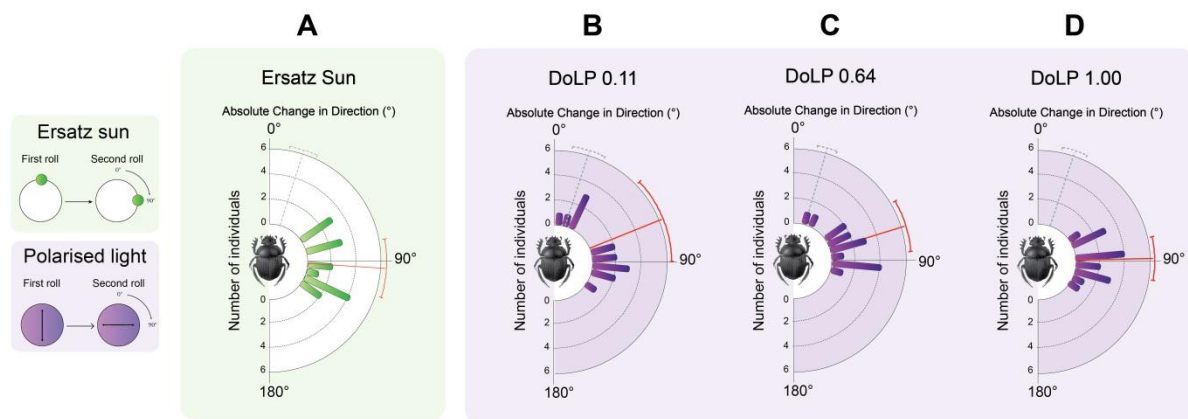 A
B
C
D
Ersatz sun
First roll
Second roll
0°
90°
Polarised light
First roll
Second roll
0°
90°
Ersatz Sun
Absolute Change in Direction (°)
0°
6
4
2
0
Number of individuals
90°
0
2
4
6
180°
DoLP 0.11
Absolute Change in Direction (°)
0°
6
4
2
0
Number of individuals
90°
0
2
4
6
180°
DoLP 0.64
Absolute Change in Direction (°)
0°
6
4
2
0
Number of individuals
90°
0
2
4
6
180°
DoLP 1.00
Absolute Change in Direction (°)
0°
6
4
2
0
Number of individuals
90°
0
2
4
6
180°